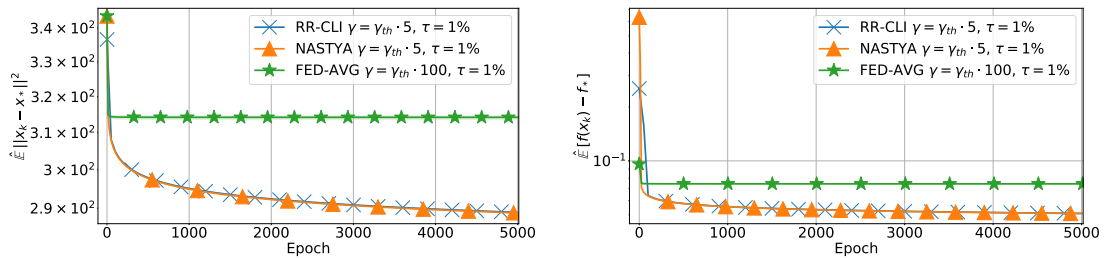 3.4 × 10²
3.3 × 10²
3.2 × 10²
3.1 × 10²
3 × 10²
2.9 × 10²
𝔼̂ ||x_k − x_*||²
RR-CLI γ = γ_th · 5, τ = 1%
NASTYA γ = γ_th · 5, τ = 1%
FED-AVG γ = γ_th · 100, τ = 1%
0 1000 2000 3000 4000 5000
Epoch
10⁻¹
𝔼̂ [f(x_k) − f_*]
RR-CLI γ = γ_th · 5, τ = 1%
NASTYA γ = γ_th · 5, τ = 1%
FED-AVG γ = γ_th · 100, τ = 1%
0 1000 2000 3000 4000 5000
Epoch